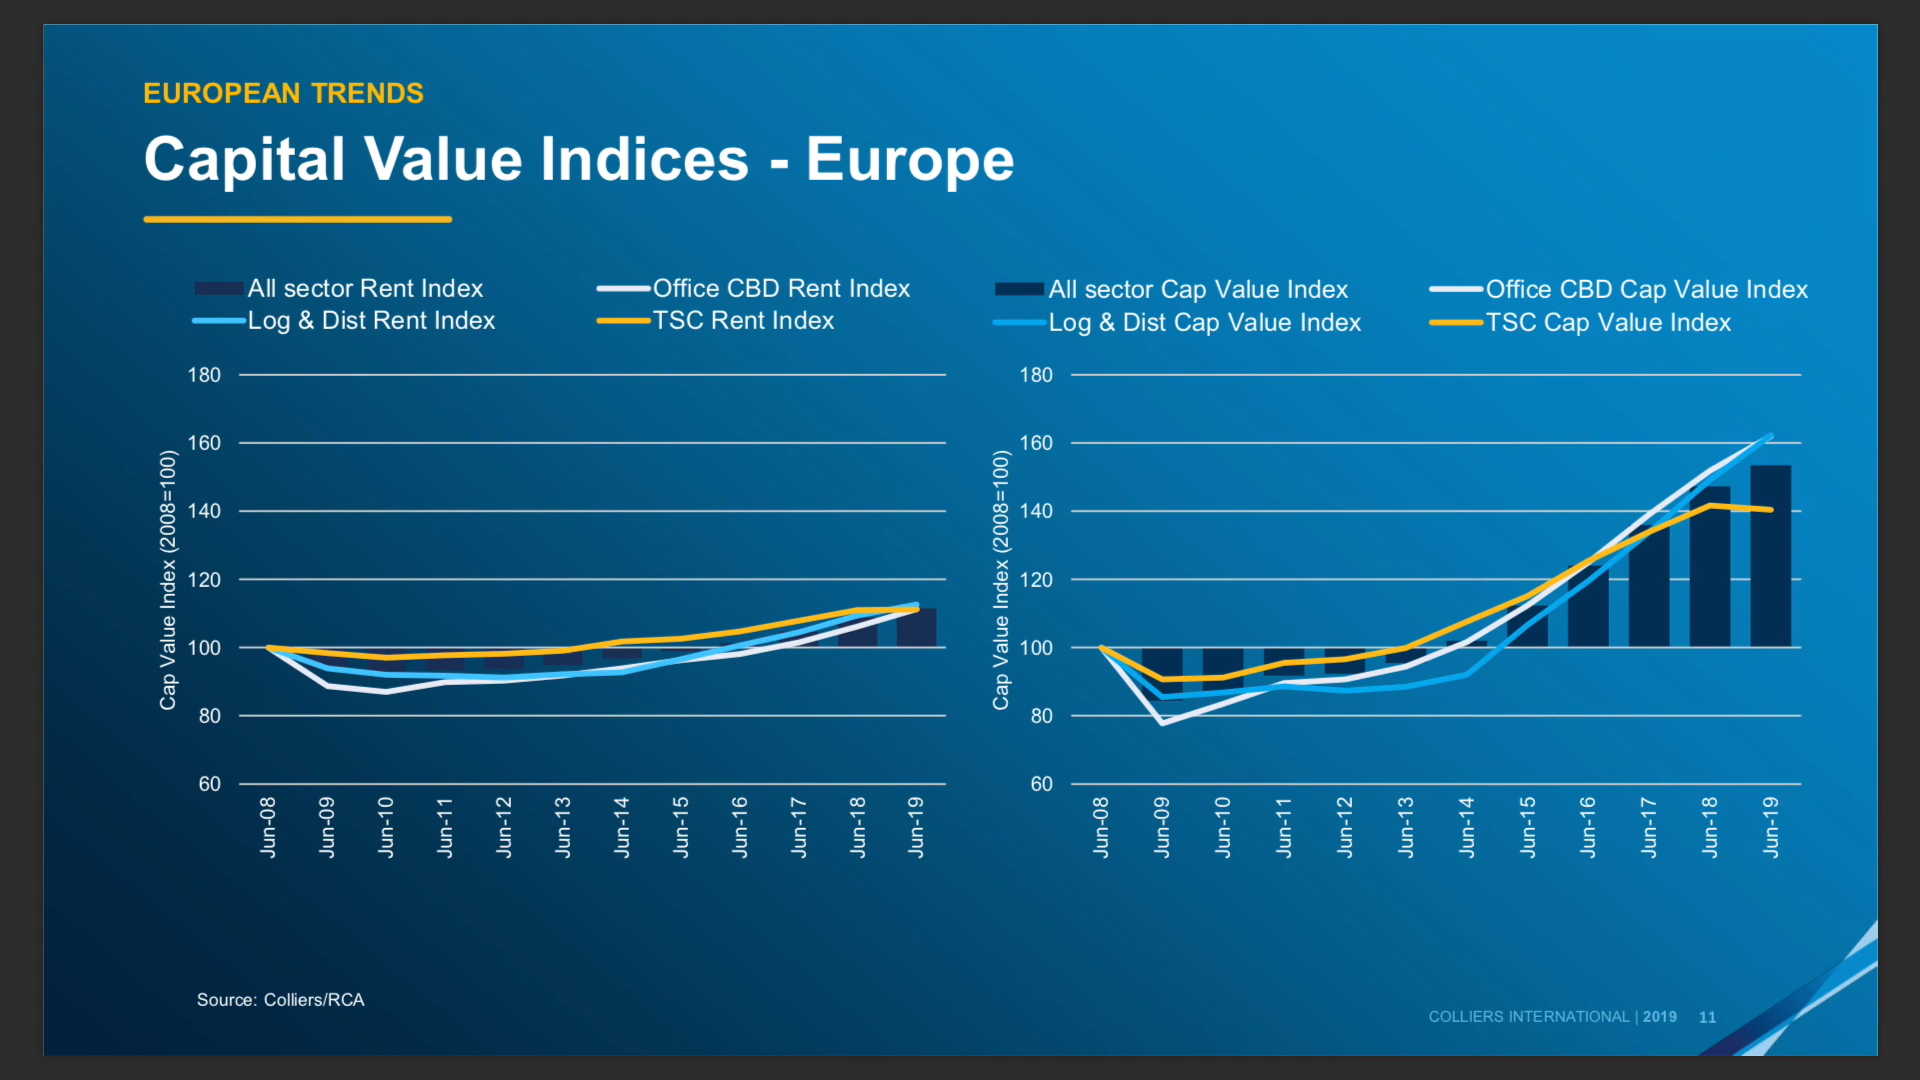 EUROPEAN TRENDS
Capital Value Indices - Europe
All sector Rent Index
Office CBD Rent Index
Log & Dist Rent Index
TSC Rent Index
Cap Value Index (2008=100)
180
160
140
120
100
80
60
Jun-08
Jun-09
Jun-10
Jun-11
Jun-12
Jun-13
Jun-14
Jun-15
Jun-16
Jun-17
Jun-18
Jun-19
All sector Cap Value Index
Office CBD Cap Value Index
Log & Dist Cap Value Index
TSC Cap Value Index
Cap Value Index (2008=100)
180
160
140
120
100
80
60
Jun-08
Jun-09
Jun-10
Jun-11
Jun-12
Jun-13
Jun-14
Jun-15
Jun-16
Jun-17
Jun-18
Jun-19
Source: Colliers/RCA
COLLIERS INTERNATIONAL | 2019 11